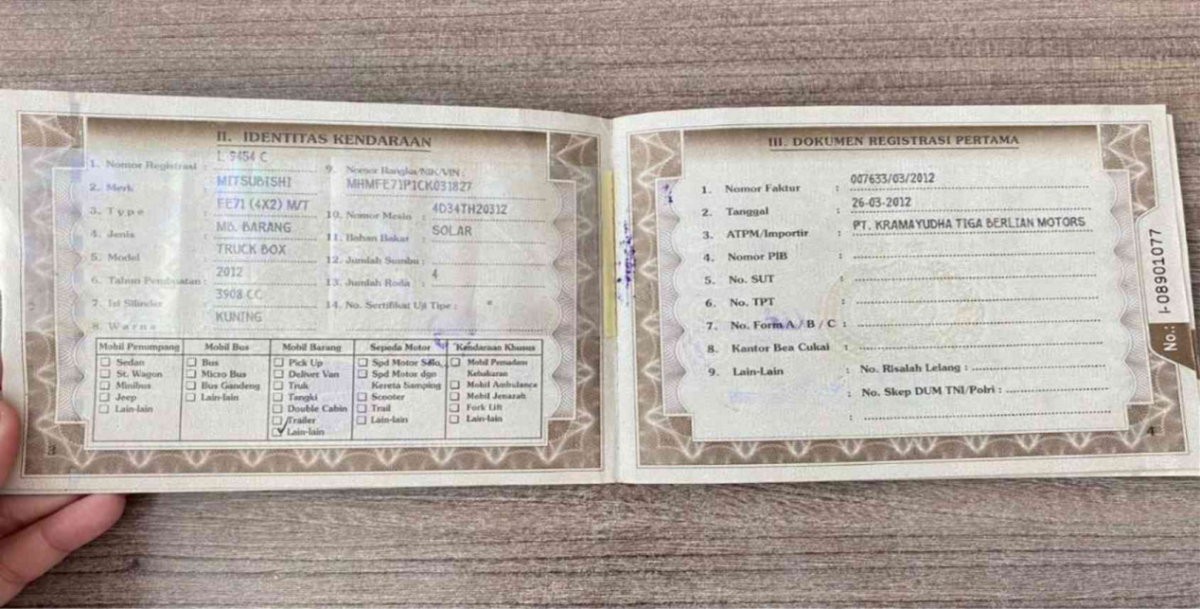 II. IDENTITAS KENDARAAN
1. Nomor Registrasi : L 9454 C
2. Merk : MITSUBISHI
3. Type : FE71 (4X2) M/T
4. Jenis : MB. BARANG
5. Model : TRUCK BOX
6. Tahun Pembuatan : 2012
7. Isi Silinder : 3908 CC
8. Warna : KUNING
9. Nomor Rangka/NIK/VIN :
MHMFE71P1CK031827
10. Nomor Mesin : 4D34TH20312
11. Bahan Bakar : SOLAR
12. Jumlah Sumbu :
13. Jumlah Roda : 4
14. No. Sertifikat Uji Tipe :
Mobil Penumpang
Sedan
St. Wagon
Minibus
Jeep
Lain-lain
Mobil Bus
Bus
Micro Bus
Bus Gandeng
Lain-lain
Mobil Barang
Pick Up
Deliver Van
Truk
Tangki
Double Cabin
Trailer
Lain-lain
Sepeda Motor
Spd Motor Solo
Spd Motor dgn
Kereta Samping
Scooter
Trail
Lain-lain
Kendaraan Khusus
Mobil Pemadam
Kebakaran
Mobil Ambulance
Mobil Jenazah
Fork Lift
Lain-lain
3
III. DOKUMEN REGISTRASI PERTAMA
1. Nomor Faktur : 007633/03/2012
2. Tanggal : 26-03-2012
3. ATPM/Importir : PT. KRAMAYUDHA TIGA BERLIAN MOTORS
4. Nomor PIB :
5. No. SUT :
6. No. TPT :
7. No. Form A / B / C :
8. Kantor Bea Cukai :
9. Lain-Lain : No. Risalah Lelang :
: No. Skep DUM TNI/Polri :
:
4
No.: I-08901077